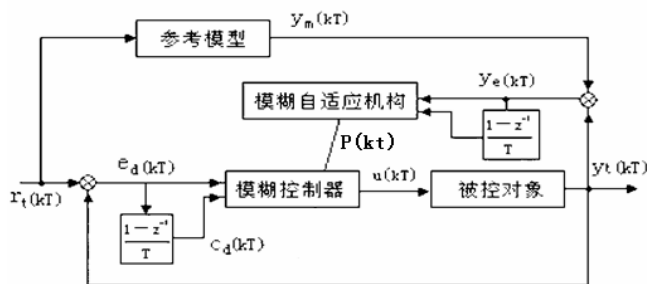 y_m(kT)
参考模型
y_e(kT)
模糊自适应机构
1-z⁻¹
T
P(kt)
e_d(kT)
r_t(kT)
模糊控制器
u(kT)
被控对象
yt(kT)
1-z⁻¹
T
c_d(kT)